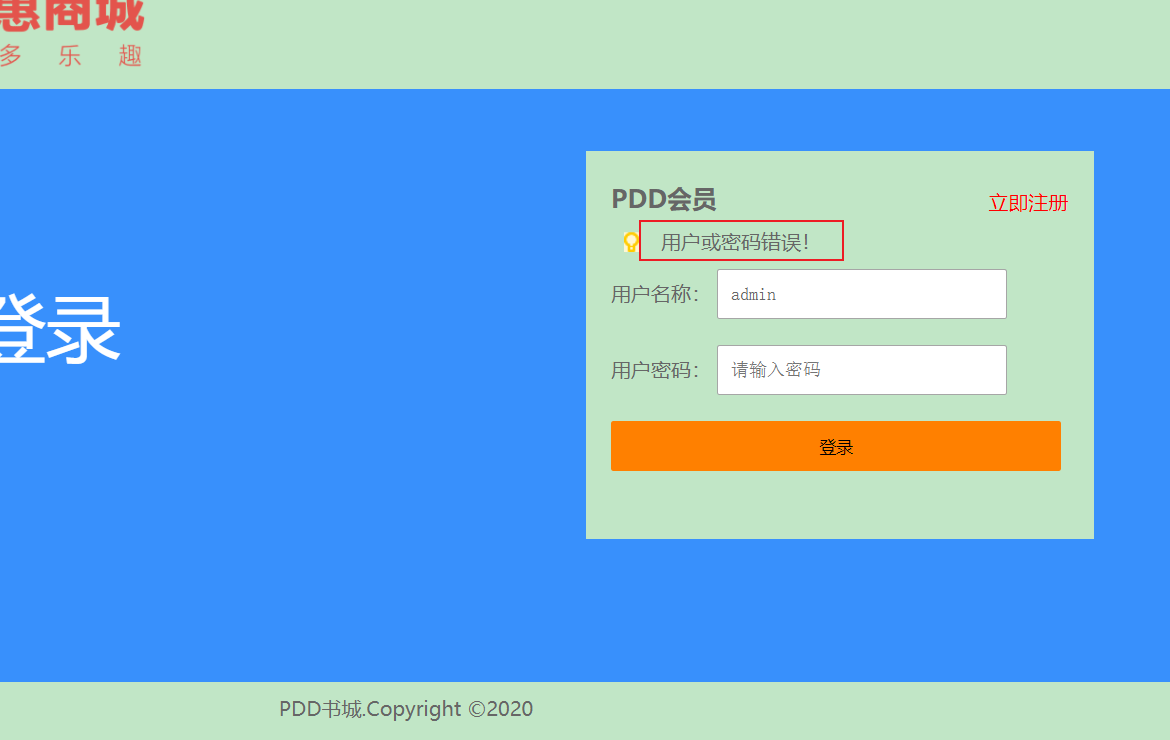 惠商城
多 乐 趣
PDD会员
立即注册
用户或密码错误!
用户名称: admin
登录
用户密码: 请输入密码
登录
PDD书城.Copyright ©2020